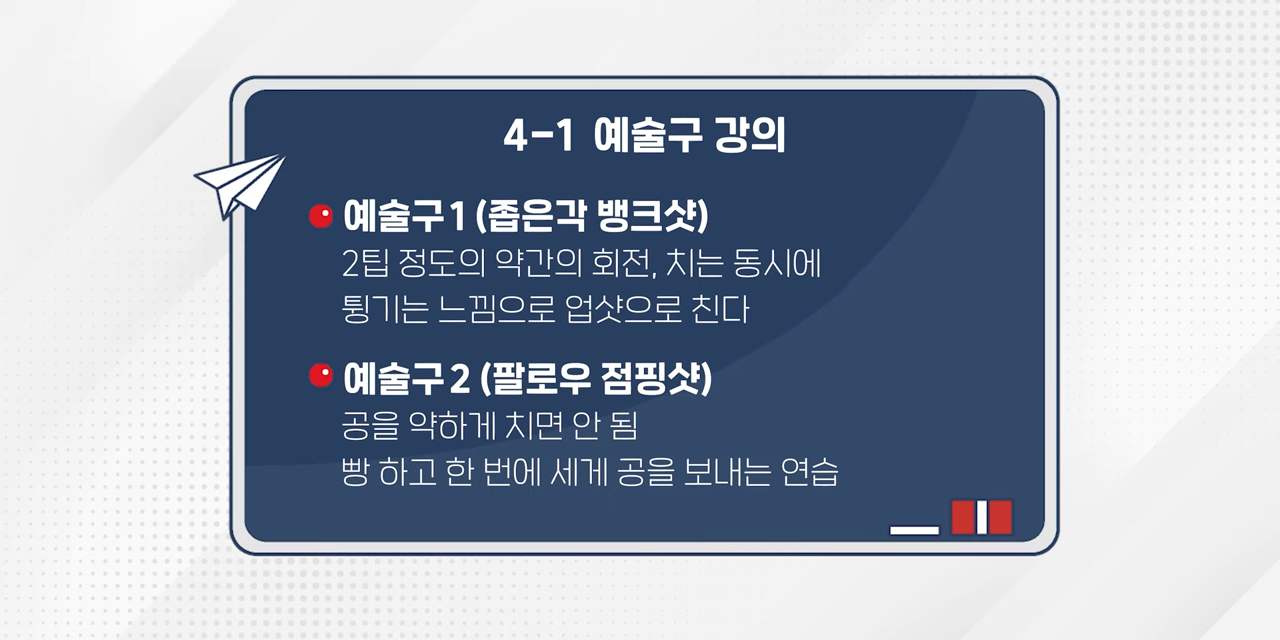 4-1 예술구 강의
예술구1 (좁은각 뱅크샷)
2팁 정도의 약간의 회전, 치는 동시에
튕기는 느낌으로 업샷으로 친다
예술구2 (팔로우 점핑샷)
공을 약하게 치면 안 됨
빵 하고 한 번에 세게 공을 보내는 연습